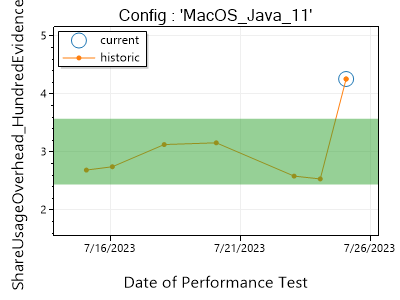 Config : 'MacOS_Java_11'
ShareUsageOverhead_HundredEvidence
current
historic
5
4
3
2
7/16/2023
7/21/2023
7/26/2023
Date of Performance Test